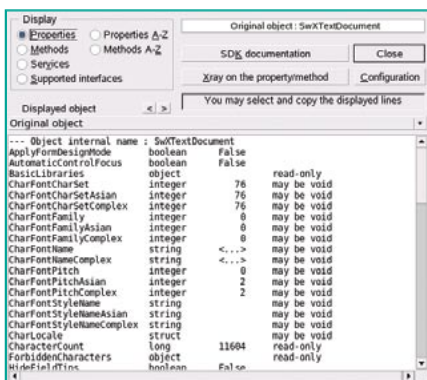 Display
Original object : SwXTextDocument
Properties
Properties A-Z
Methods
Methods A-Z
SDK documentation
Close
Services
Supported interfaces
Xray on the property/method
Configuration
Displayed object
< >
You may select and copy the displayed lines
Original object
--- Object internal name : SwXTextDocument
ApplyFormDesignMode boolean False
AutomaticControlFocus boolean False
BasicLibraries object read-only
CharFontCharSet integer 76 may be void
CharFontCharSetAsian integer 76 may be void
CharFontCharSetComplex integer 76 may be void
CharFontFamily integer 0 may be void
CharFontFamilyAsian integer 0 may be void
CharFontFamilyComplex integer 0 may be void
CharFontName string <...> may be void
CharFontNameComplex string <...> may be void
CharFontPitch integer 0 may be void
CharFontPitchAsian integer 2 may be void
CharFontPitchComplex integer 2 may be void
CharFontStyleName string may be void
CharFontStyleNameAsian string may be void
CharFontStyleNameComplex string may be void
CharLocale struct may be void
CharacterCount long 11604 read-only
ForbiddenCharacters object read-only
HideFieldTips boolean False